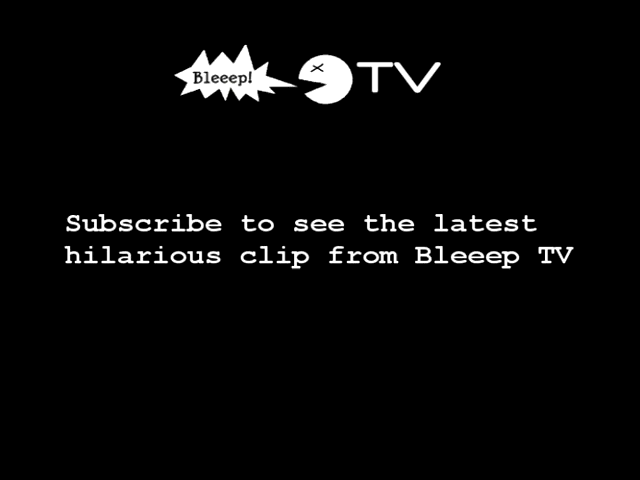 Bleeep! TV
Subscribe to see the latest
hilarious clip from Bleeep TV